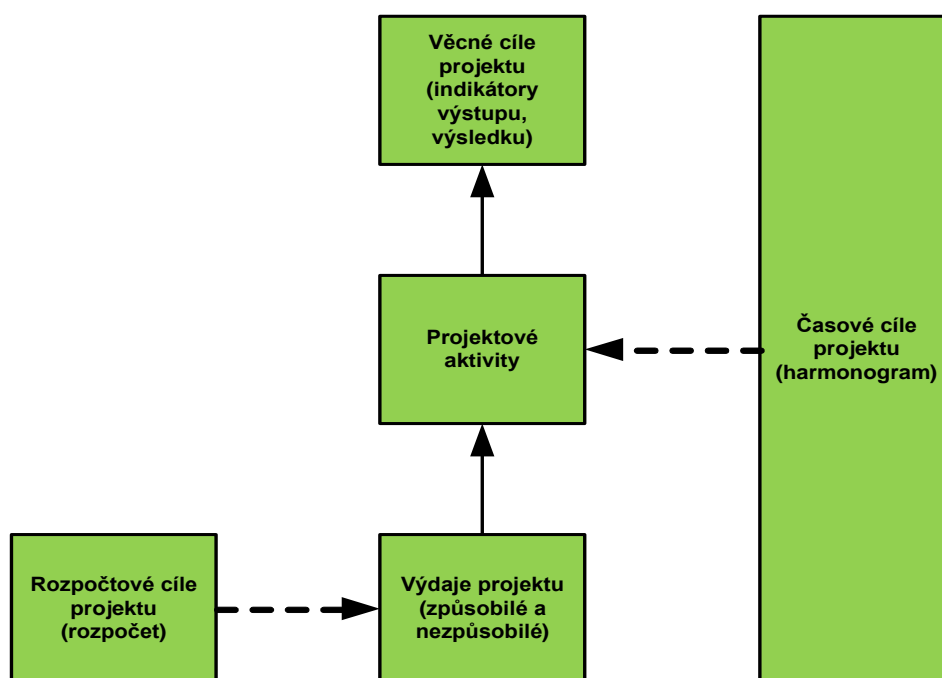 Věcné cíle
projektu
(indikátory
výstupu,
výsledku)
Projektové
aktivity
Časové cíle
projektu
(harmonogram)
Rozpočtové cíle
projektu
(rozpočet)
Výdaje projektu
(způsobilé a
nezpůsobilé)